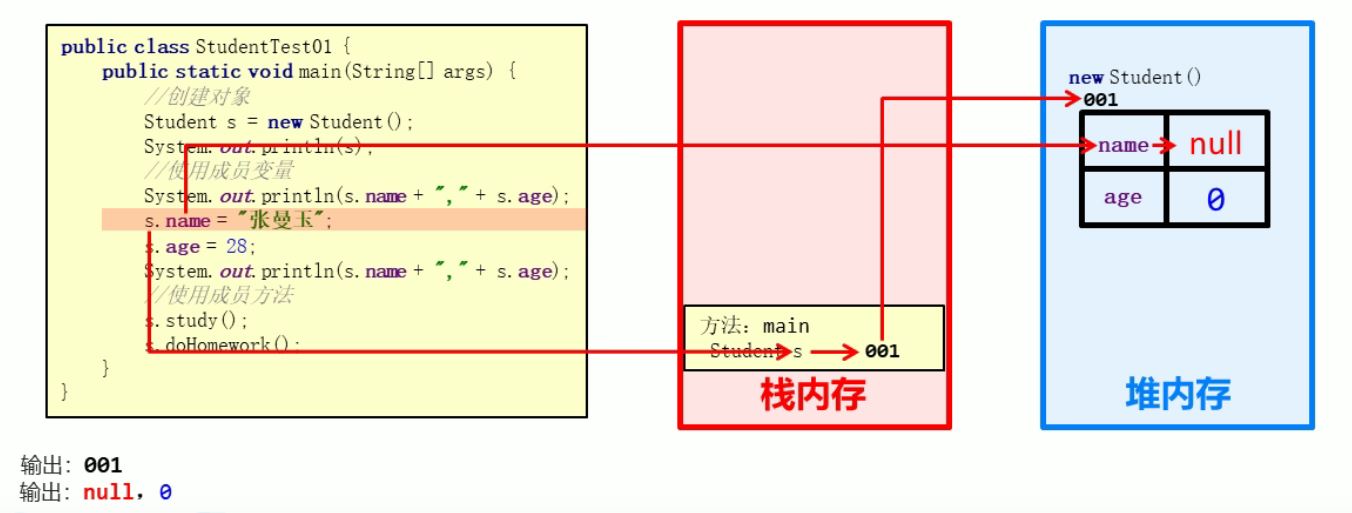 public class StudentTest01 {
public static void main(String[] args) {
//创建对象
Student s = new Student();
System.out.println(s);
//使用成员变量
System.out.println(s.name + "," + s.age);
s.name = "张曼玉";
s.age = 28;
System.out.println(s.name + "," + s.age);
//使用成员方法
s.study();
s.doHomework();
}
}
方法：main
Student s 001
栈内存
new Student()
001
name null
age 0
堆内存
输出：001
输出：null，0